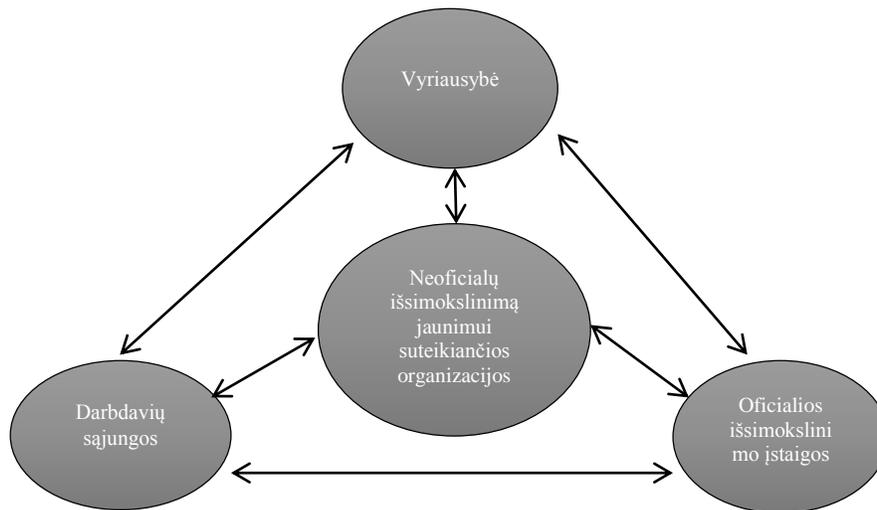 Vyriausybė
Neoficialų
išsimokslinimą
jaunimui
suteikiančios
organizacijos
Darbdavių
sąjungos
Oficialios
išsimokslini
mo įstaigos